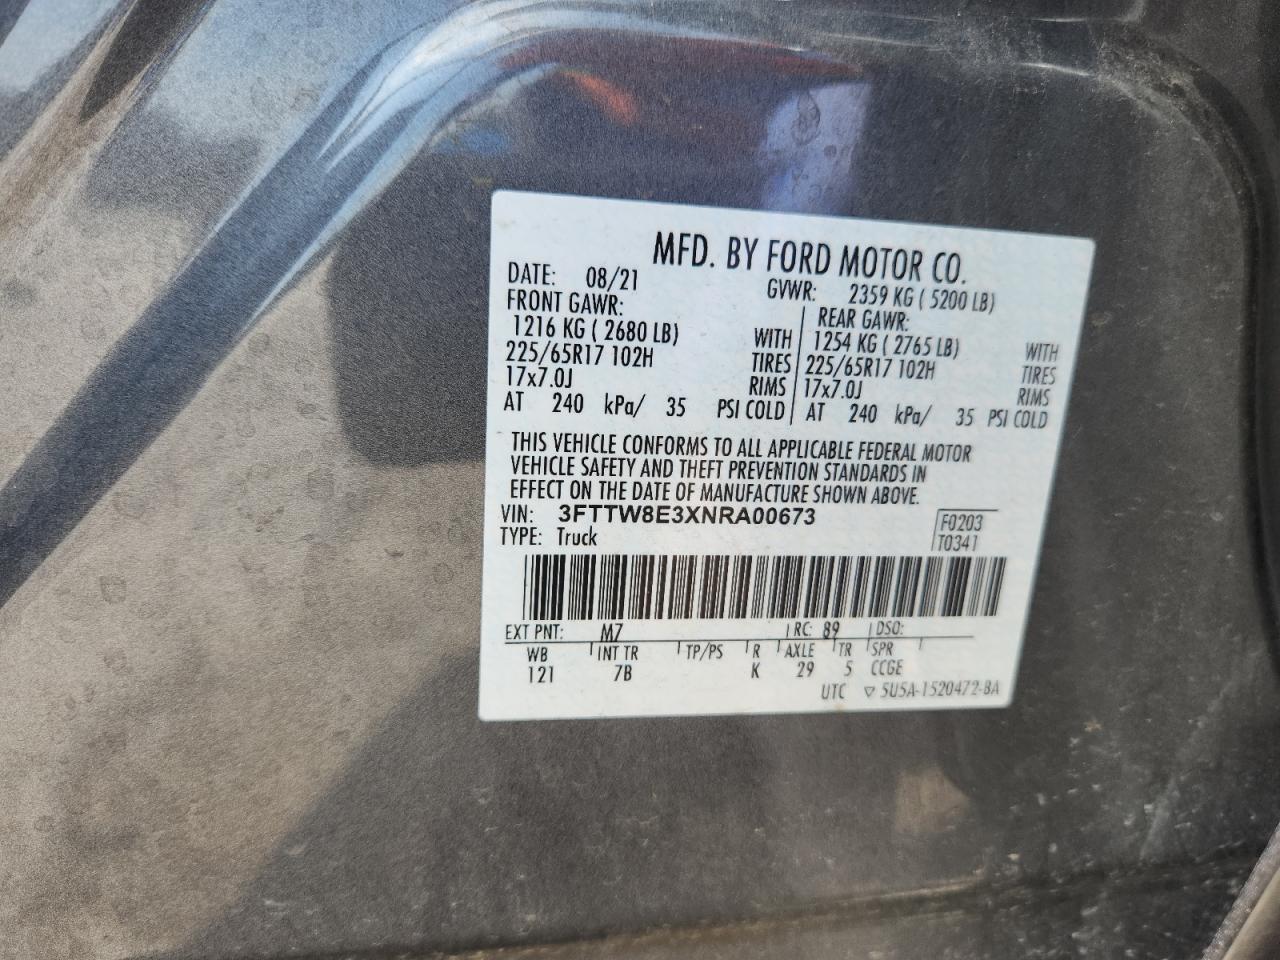 MFD. BY FORD MOTOR CO.
DATE: 08/21 GVWR: 2359 KG ( 5200 LB)
FRONT GAWR: REAR GAWR:
1216 KG ( 2680 LB) WITH 1254 KG ( 2765 LB) WITH
225/65R17 102H TIRES 225/65R17 102H TIRES
17x7.0J RIMS 17x7.0J RIMS
AT 240 kPa/ 35 PSI COLD AT 240 kPa/ 35 PSI COLD
THIS VEHICLE CONFORMS TO ALL APPLICABLE FEDERAL MOTOR
VEHICLE SAFETY AND THEFT PREVENTION STANDARDS IN
EFFECT ON THE DATE OF MANUFACTURE SHOWN ABOVE.
VIN: 3FTTW8E3XNRA00673 F0203
TYPE: Truck T0341
EXT PNT: M7 RC: 89 DSO:
WB INT TR TP/PS R AXLE TR SPR
121 7B K 29 5 CCGE
UTC ▽ 5U5A-1520472-BA